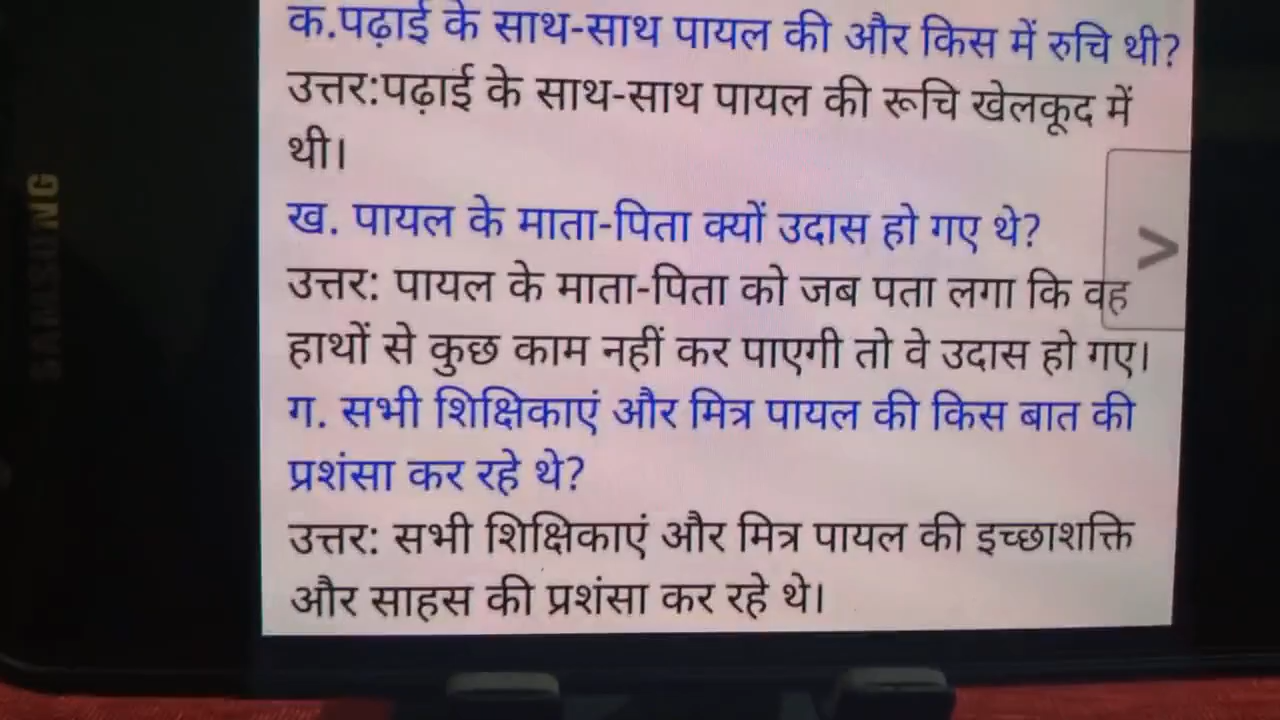 क.पढ़ाई के साथ-साथ पायल की और किस में रुचि थी?
उत्तर:पढ़ाई के साथ-साथ पायल की रूचि खेलकूद में
थी।
ख. पायल के माता-पिता क्यों उदास हो गए थे?
उत्तर: पायल के माता-पिता को जब पता लगा कि वह
हाथों से कुछ काम नहीं कर पाएगी तो वे उदास हो गए।
ग. सभी शिक्षिकाएं और मित्र पायल की किस बात की
प्रशंसा कर रहे थे?
उत्तर: सभी शिक्षिकाएं और मित्र पायल की इच्छाशक्ति
और साहस की प्रशंसा कर रहे थे।
>
SAMSUNG